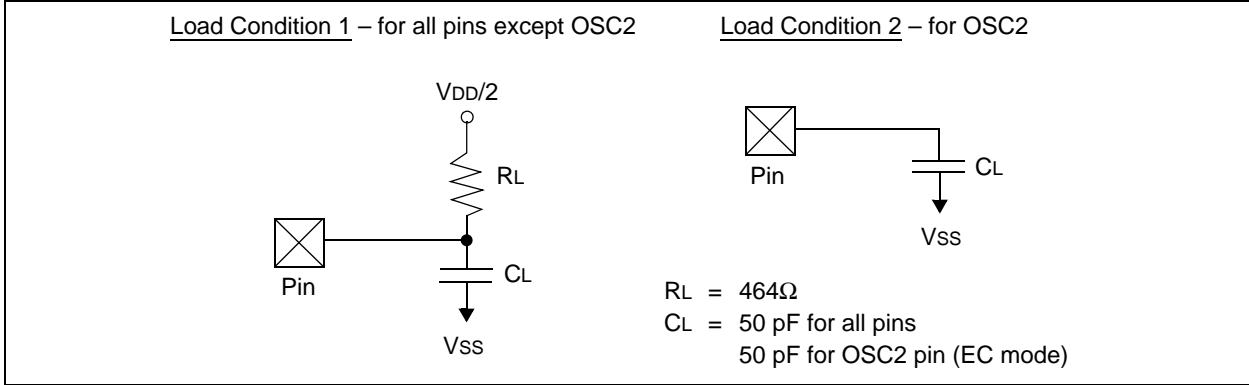 Load Condition 1 – for all pins except OSC2
Load Condition 2 – for OSC2
VDD/2
RL
Pin
CL
VSS
Pin
CL
VSS
RL = 464Ω
CL = 50 pF for all pins
50 pF for OSC2 pin (EC mode)